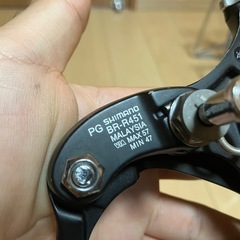 SHIMANO
PG BR-R451
MALAYSIA
MAX 57
MIN 47